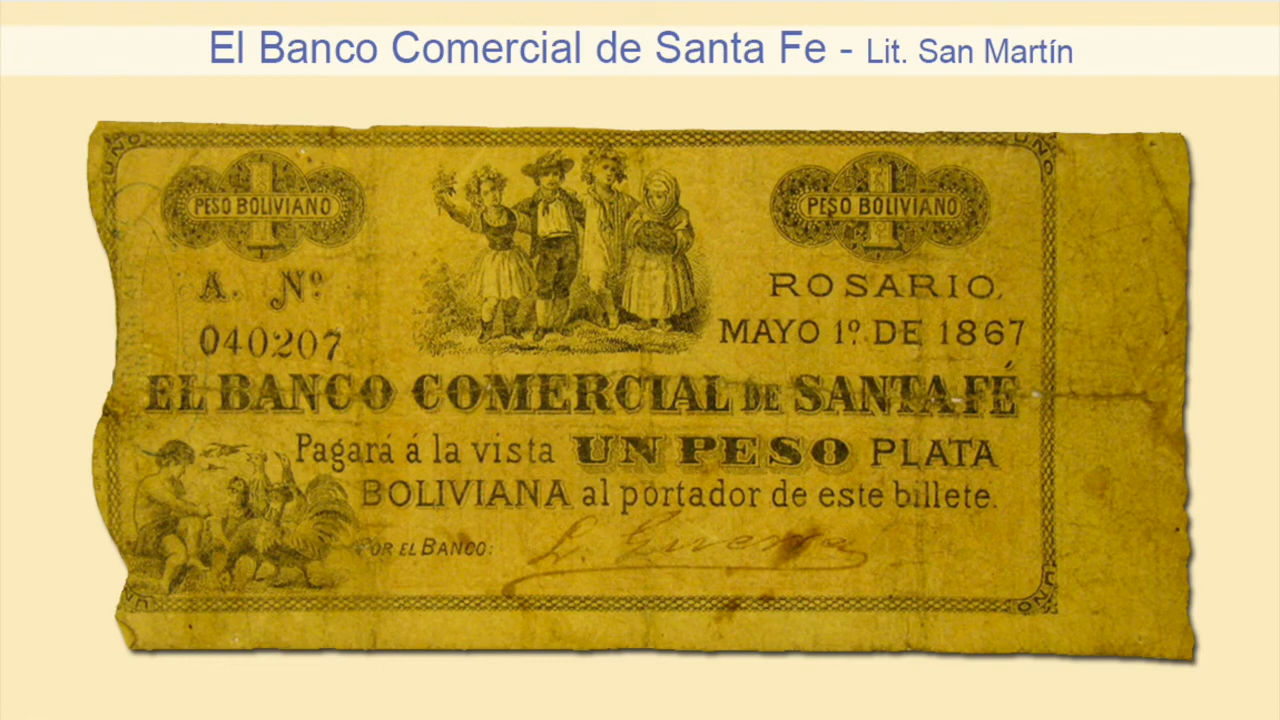 El Banco Comercial de Santa Fe - Lit. San Martín
UNO
UNO
1
PESO BOLIVIANO
1
PESO BOLIVIANO
A. Nº
040207
ROSARIO,
MAYO 1º DE 1867
EL BANCO COMERCIAL DE SANTA FÉ
Pagará á la vista UN PESO PLATA
BOLIVIANA al portador de este billete.
POR EL BANCO:
UNO
UNO